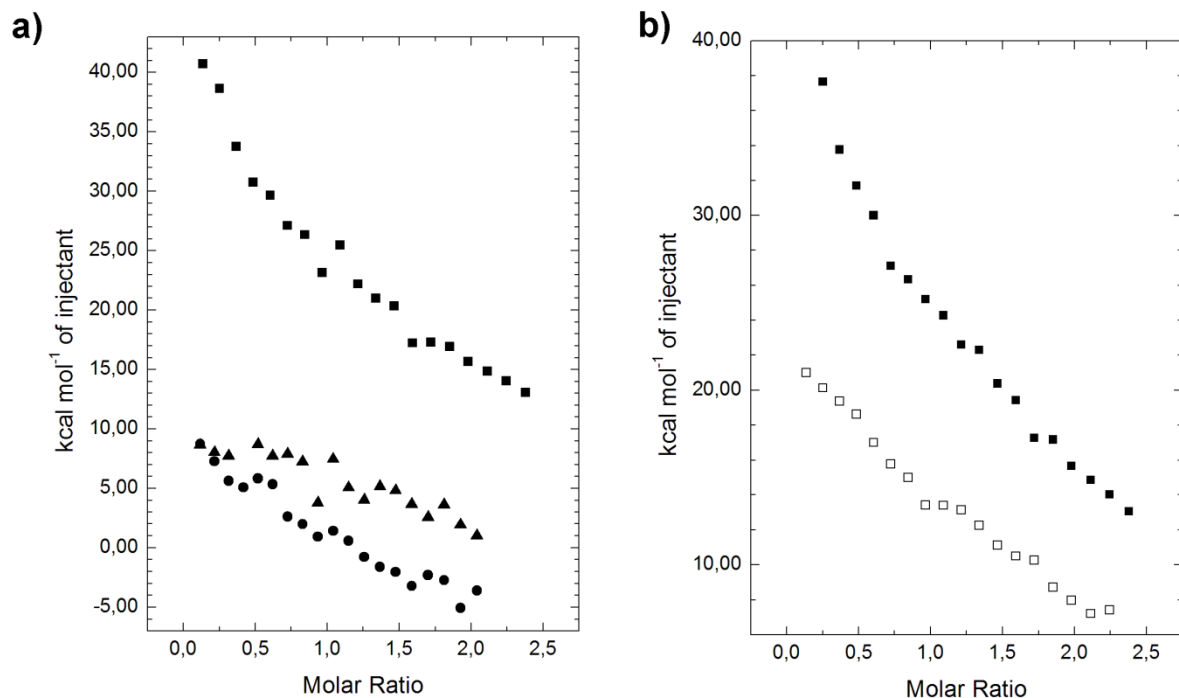 a)
40,00
35,00
30,00
25,00
20,00
15,00
10,00
5,00
0,00
-5,00
kcal mol⁻¹ of injectant
0,0 0,5 1,0 1,5 2,0 2,5
Molar Ratio
b)
40,00
30,00
20,00
10,00
kcal mol⁻¹ of injectant
0,0 0,5 1,0 1,5 2,0 2,5
Molar Ratio